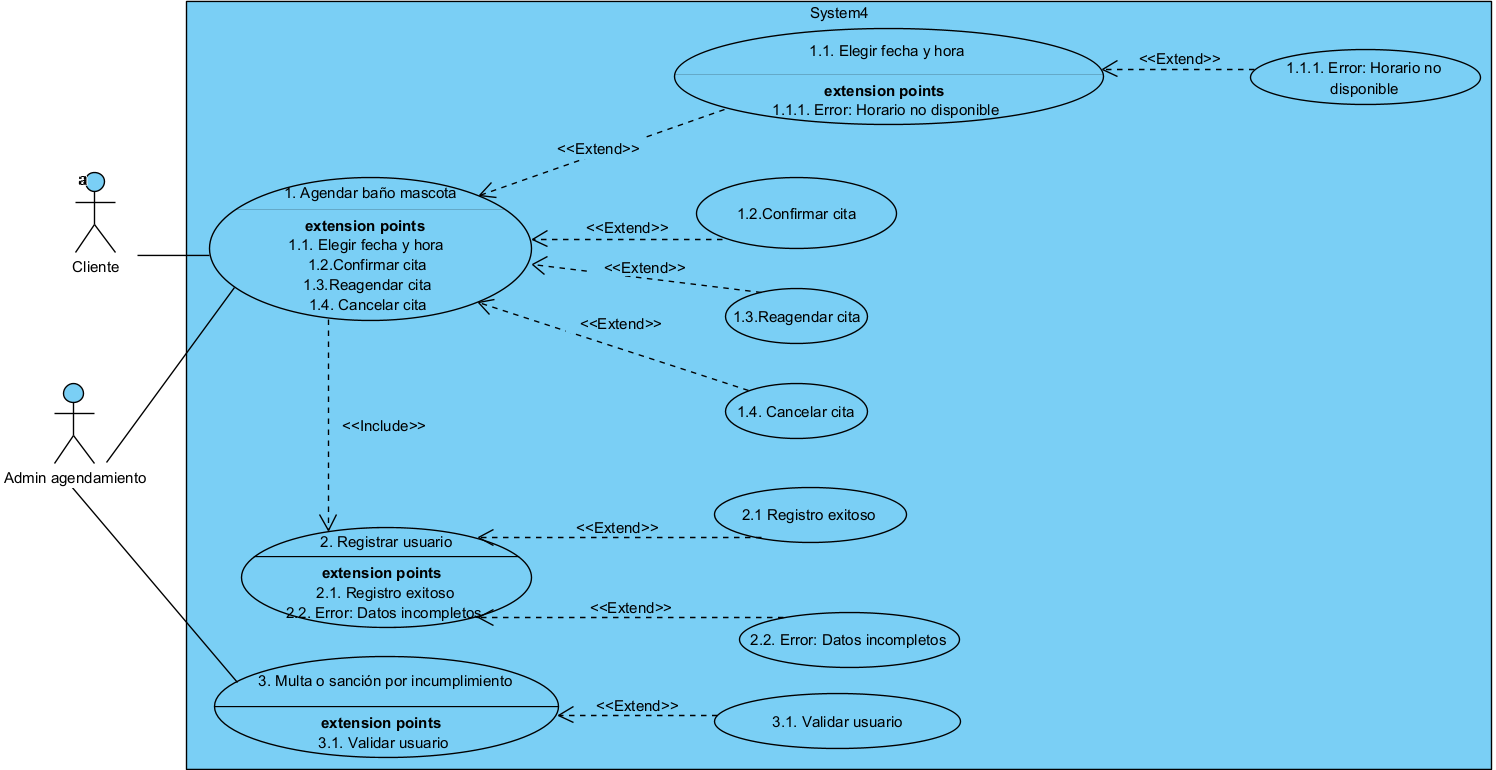 System4
1.1. Elegir fecha y hora
extension points
1.1.1. Error: Horario no disponible
<<Extend>>
1.1.1. Error: Horario no
disponible
<<Extend>>
a
Cliente
1. Agendar baño mascota
extension points
1.1. Elegir fecha y hora
1.2.Confirmar cita
1.3.Reagendar cita
1.4. Cancelar cita
<<Extend>>
1.2.Confirmar cita
<<Extend>>
1.3.Reagendar cita
<<Extend>>
1.4. Cancelar cita
<<Include>>
Admin agendamiento
2. Registrar usuario
extension points
2.1. Registro exitoso
2.2. Error: Datos incompletos
<<Extend>>
2.1 Registro exitoso
<<Extend>>
2.2. Error: Datos incompletos
3. Multa o sanción por incumplimiento
extension points
3.1. Validar usuario
<<Extend>>
3.1. Validar usuario